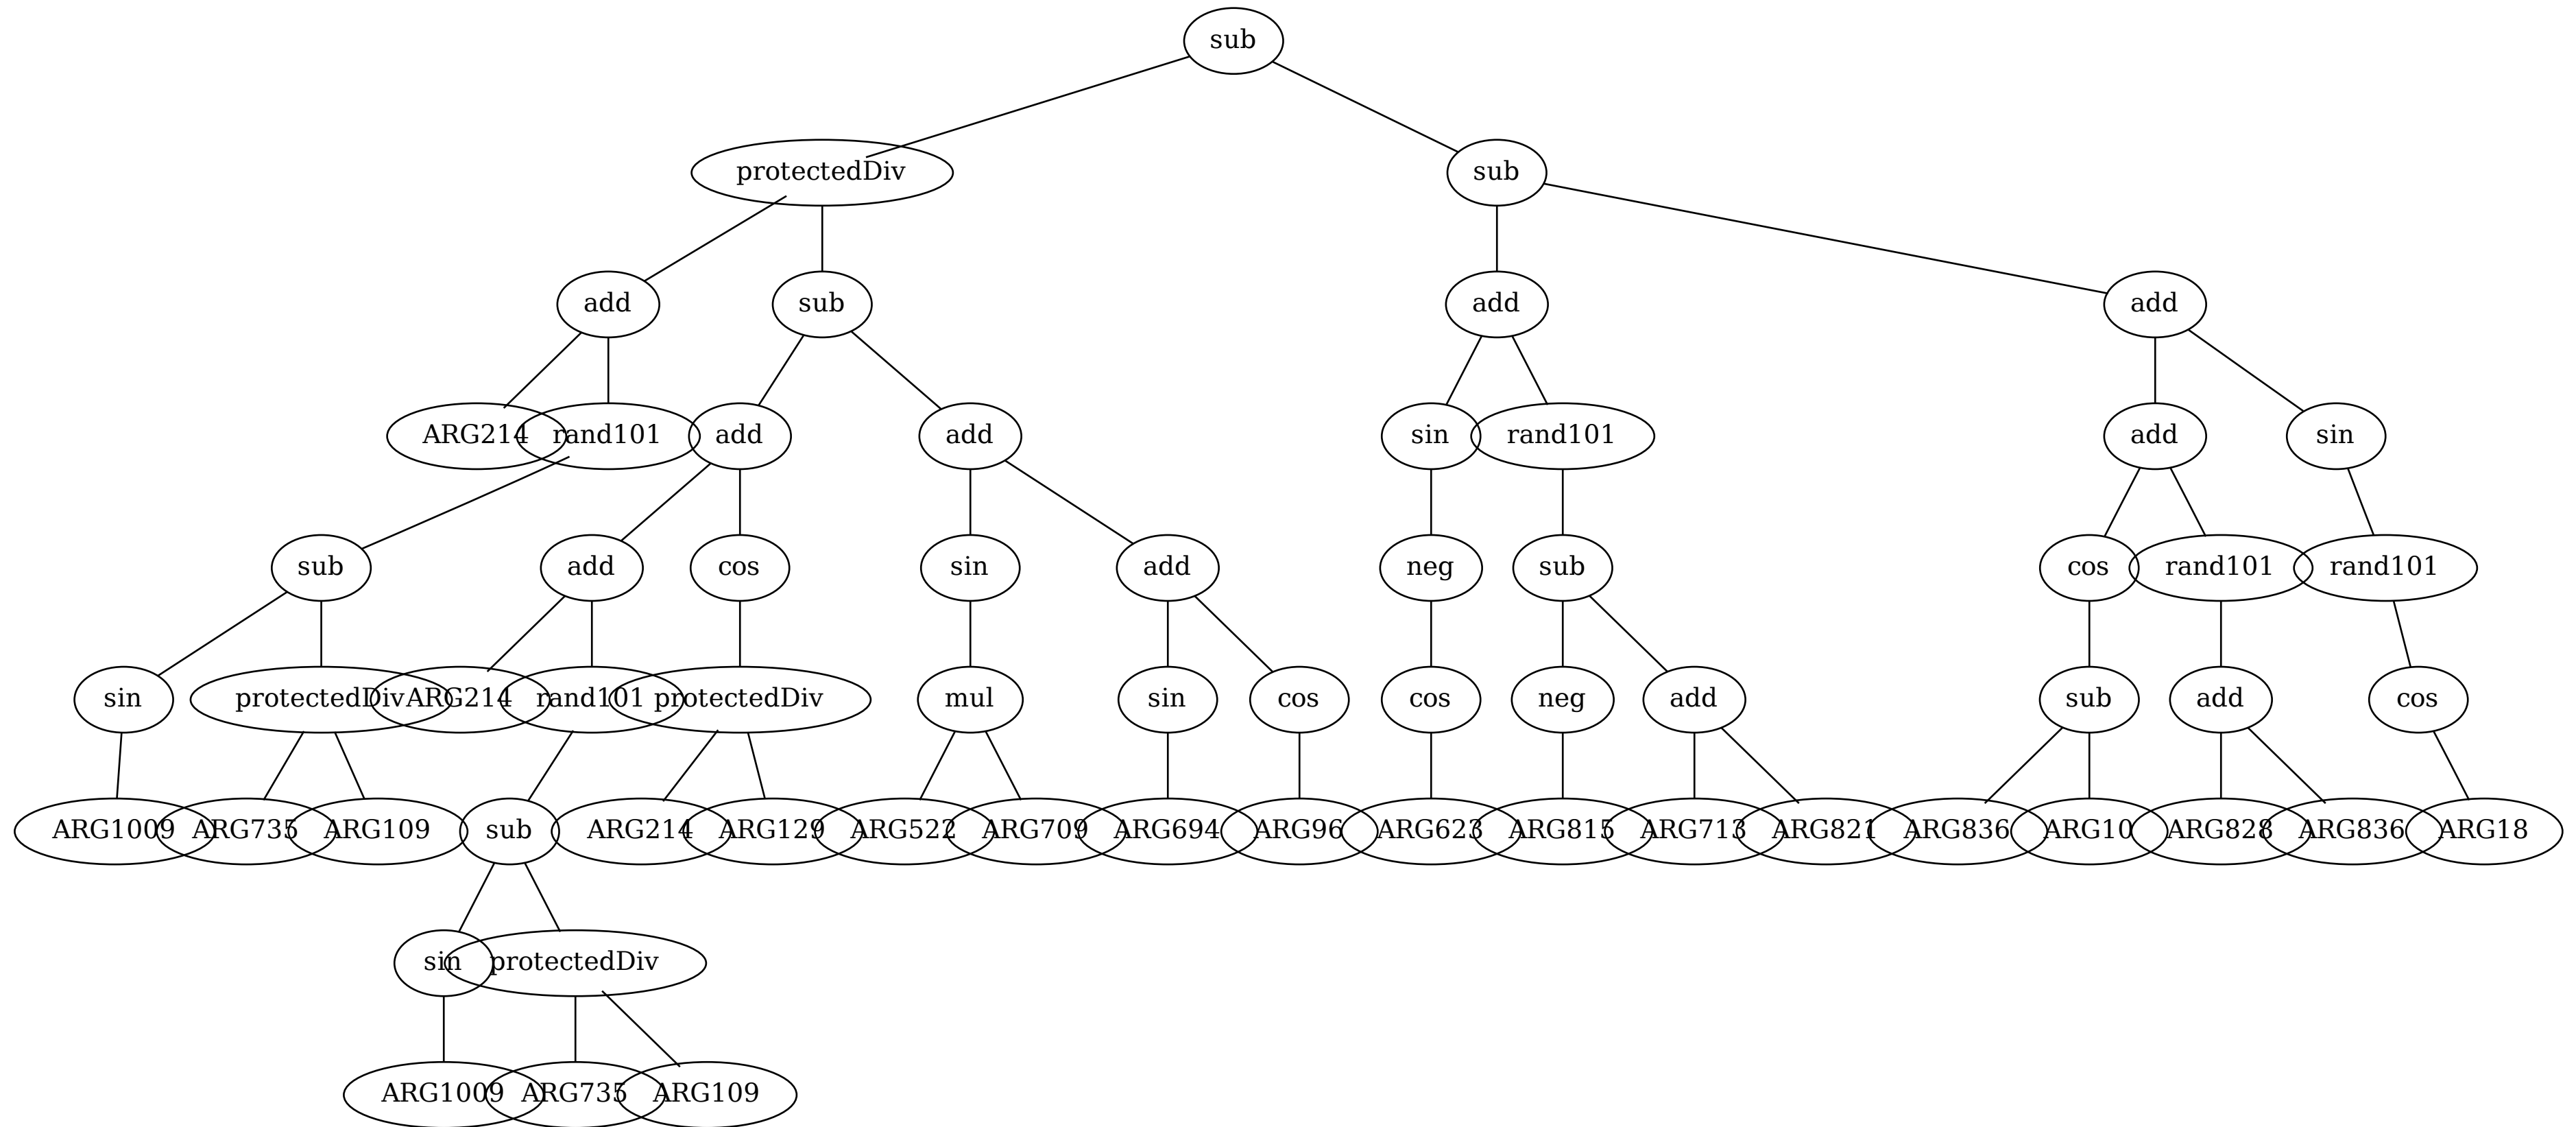 sub
protectedDiv sub
add sub add add
ARG214 rand101 add add sin rand101 add sin
sub add cos sin add neg sub cos rand101 rand101
sin protectedDiv ARG214 rand101 protectedDiv mul sin cos cos neg add sub add cos
ARG1009 ARG735 ARG109 sub ARG214 ARG129 ARG522 ARG709 ARG694 ARG96 ARG623 ARG815 ARG713 ARG821 ARG836 ARG10 ARG828 ARG836 ARG18
sin protectedDiv
ARG1009 ARG735 ARG109